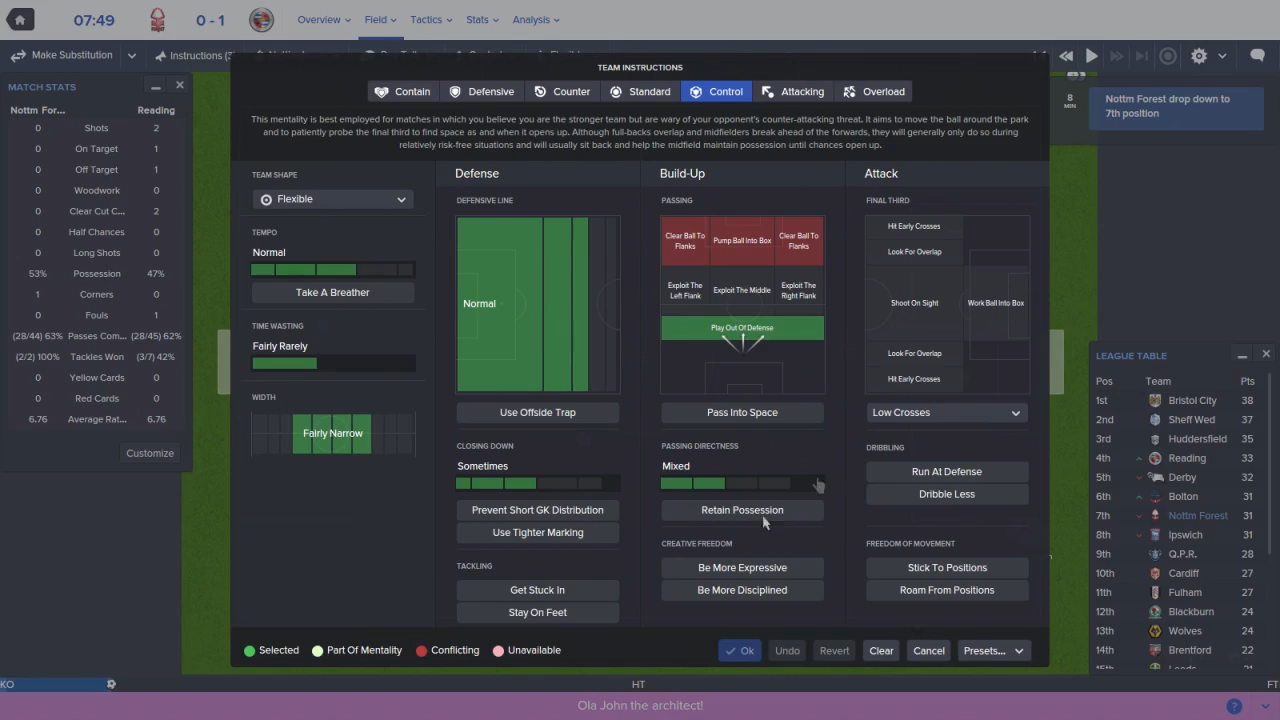 07:49
0 - 1
Overview
Field
Tactics
Stats
Analysis
Make Substitution
Instructions (3
TEAM INSTRUCTIONS
Contain
Defensive
Counter
Standard
Control
Attacking
Overload
This mentality is best employed for matches in which you believe you are the stronger team but are wary of your opponent's counter-attacking threat. It aims to move the ball around the park
and to patiently probe the final third to find space as and when it opens up. Although full-backs overlap and midfielders break ahead of the forwards, they will generally only do so during
relatively risk-free situations and will usually sit back and help the midfield maintain possession until chances open up.
MATCH STATS
Nottm For... Reading
0 Shots 2
0 On Target 1
0 Off Target 1
0 Woodwork 0
0 Clear Cut C... 2
0 Half Chances 0
0 Long Shots 0
53% Possession 47%
1 Corners 0
0 Fouls 1
(28/44) 63% Passes Com... (28/45) 62%
(2/2) 100% Tackles Won (3/7) 42%
0 Yellow Cards 0
0 Red Cards 0
6.76 Average Rat... 6.76
Customize
TEAM SHAPE
Flexible
TEMPO
Normal
Take A Breather
TIME WASTING
Fairly Rarely
WIDTH
Fairly Narrow
Defense
DEFENSIVE LINE
Normal
Use Offside Trap
CLOSING DOWN
Sometimes
Prevent Short GK Distribution
Use Tighter Marking
TACKLING
Get Stuck In
Stay On Feet
Build-Up
PASSING
Clear Ball To Flanks
Pump Ball Into Box
Clear Ball To Flanks
Exploit The Left Flank
Exploit The Middle
Exploit The Right Flank
Play Out Of Defense
Pass Into Space
PASSING DIRECTNESS
Mixed
Retain Possession
CREATIVE FREEDOM
Be More Expressive
Be More Disciplined
Attack
FINAL THIRD
Hit Early Crosses
Look For Overlap
Shoot On Sight
Work Ball Into Box
Look For Overlap
Hit Early Crosses
Low Crosses
DRIBBLING
Run At Defense
Dribble Less
FREEDOM OF MOVEMENT
Stick To Positions
Roam From Positions
Selected
Part Of Mentality
Conflicting
Unavailable
Ok
Undo
Revert
Clear
Cancel
Presets...
8
MIN
Nottm Forest drop down to
7th position
LEAGUE TABLE
Pos Team Pts
1st Bristol City 38
2nd Sheff Wed 37
3rd Huddersfield 35
4th Reading 33
5th Derby 31
6th Bolton 31
7th Nottm Forest 31
8th Ipswich 31
9th Q.P.R. 28
10th Cardiff 27
11th Fulham 27
12th Blackburn 24
13th Wolves 24
14th Brentford 22
15th Leeds 21
KO
HT
FT
Ola John the architect!
?